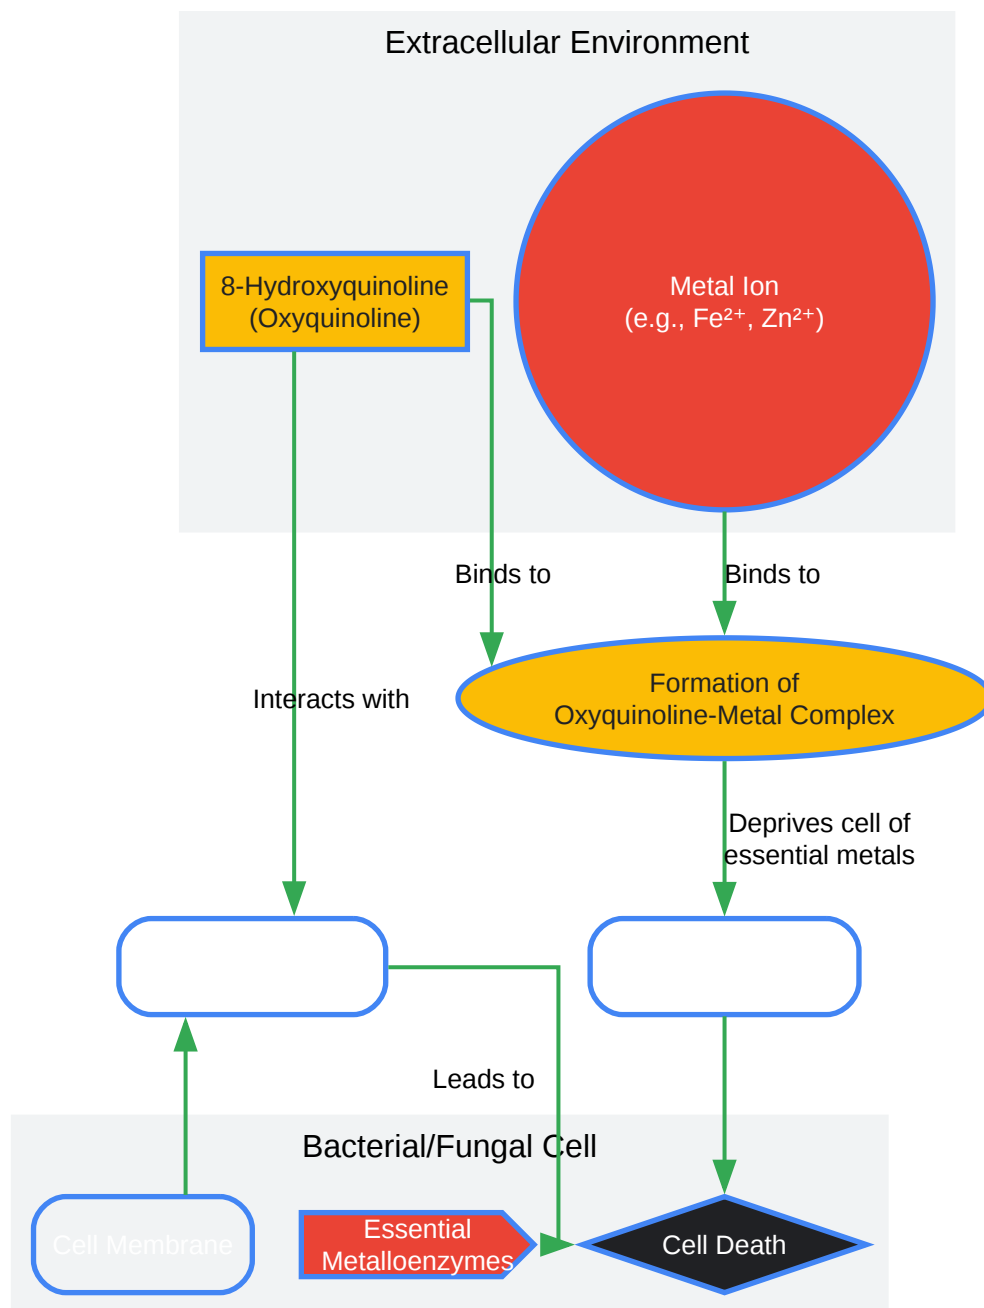 Extracellular Environment
8-Hydroxyquinoline
(Oxyquinoline)
Metal Ion
(e.g., Fe²⁺, Zn²⁺)
Binds to
Binds to
Interacts with
Formation of
Oxyquinoline-Metal Complex
Deprives cell of
essential metals
Leads to
Bacterial/Fungal Cell
Cell Membrane
Essential
Metalloenzymes
Cell Death